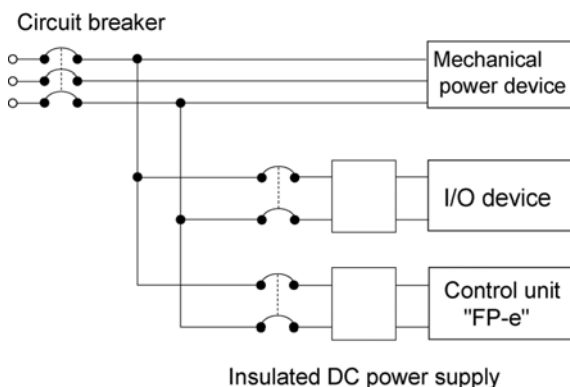 Circuit breaker
Mechanical
power device
I/O device
Control unit
"FP-e"
Insulated DC power supply